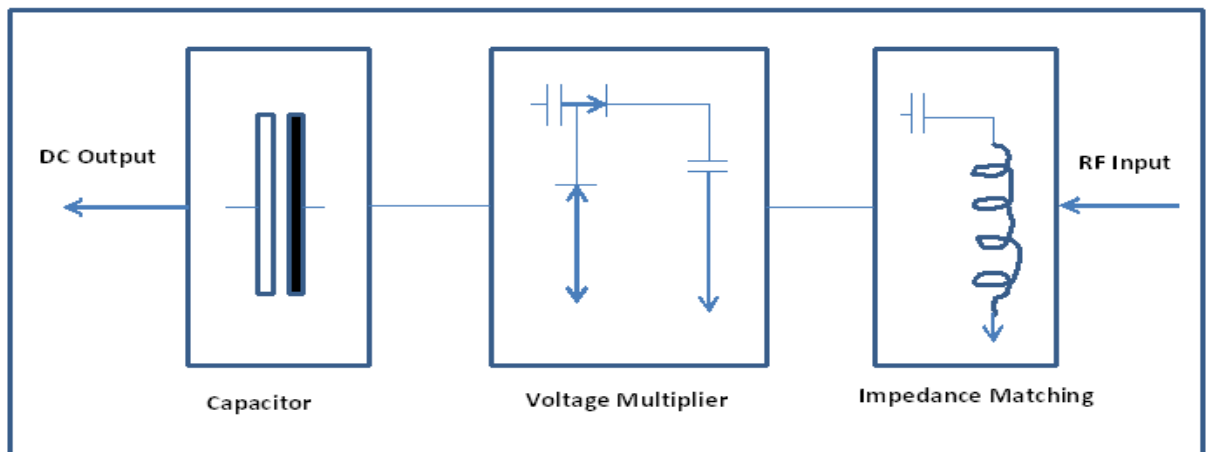 DC Output
RF Input
Capacitor
Voltage Multiplier
Impedance Matching